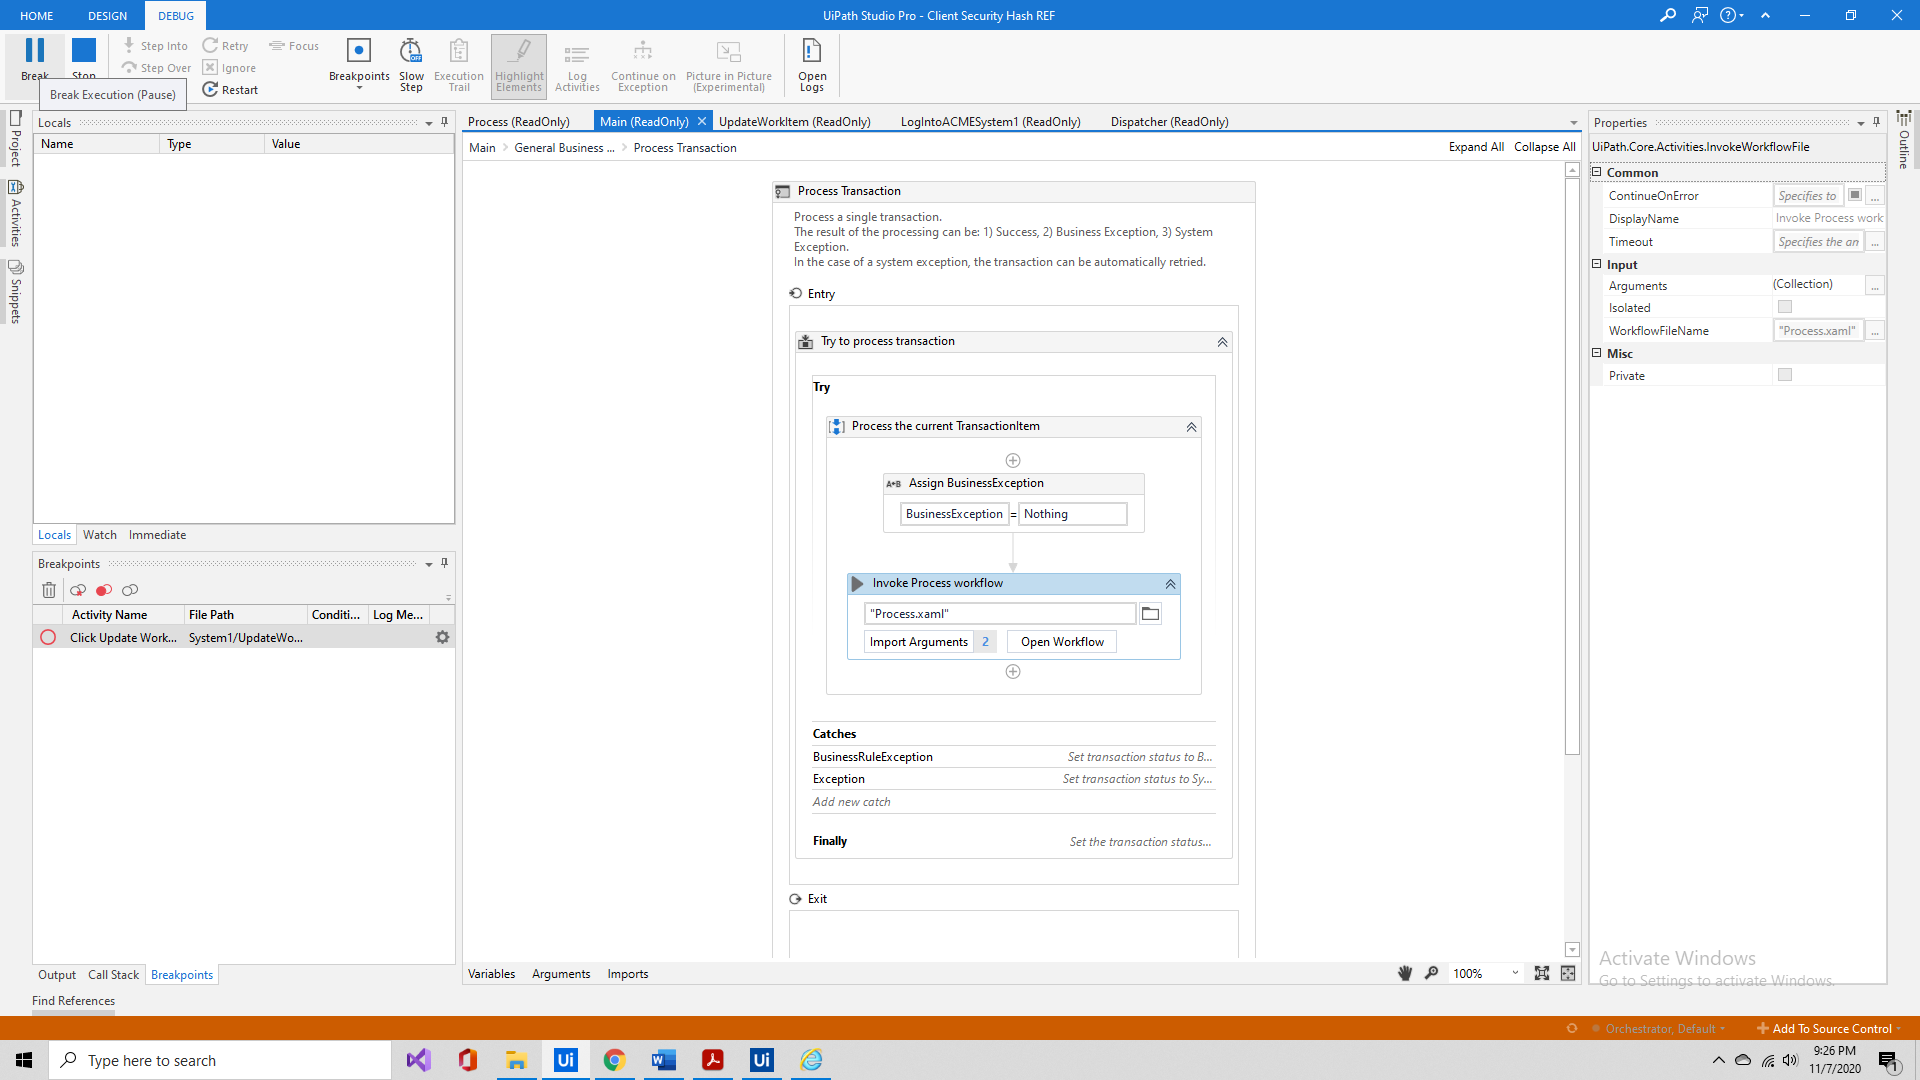 HOME
DESIGN
DEBUG
UiPath Studio Pro - Client Security Hash REF
Break
Stop
Step Into
Step Over
Retry
Ignore
Restart
Focus
Breakpoints
Slow
Step
Execution
Trail
Highlight
Elements
Log
Activities
Continue on
Exception
Picture in Picture
(Experimental)
Open
Logs
Break Execution (Pause)
Project
Activities
Snippets
Locals
Name Type Value
Locals Watch Immediate
Breakpoints
Activity Name File Path Conditi... Log Me...
Click Update Work... System1/UpdateWo...
Output Call Stack Breakpoints
Find References
Process (ReadOnly)
Main (ReadOnly)
UpdateWorkItem (ReadOnly)
LogIntoACMESystem1 (ReadOnly)
Dispatcher (ReadOnly)
Main > General Business ... > Process Transaction
Expand All Collapse All
Process Transaction
Process a single transaction.
The result of the processing can be: 1) Success, 2) Business Exception, 3) System
Exception.
In the case of a system exception, the transaction can be automatically retried.
Entry
Try to process transaction
Try
Process the current TransactionItem
A+B Assign BusinessException
BusinessException = Nothing
Invoke Process workflow
"Process.xaml"
Import Arguments 2 Open Workflow
Catches
BusinessRuleException Set transaction status to B...
Exception Set transaction status to Sy...
Add new catch
Finally Set the transaction status...
Exit
Variables Arguments Imports
100%
Properties
UiPath.Core.Activities.InvokeWorkflowFile
Common
ContinueOnError Specifies to ...
DisplayName Invoke Process work
Timeout Specifies the an ...
Input
Arguments (Collection) ...
Isolated
WorkflowFileName "Process.xaml" ...
Misc
Private
Outline
Activate Windows
Go to Settings to activate Windows.
Orchestrator, Default
Add To Source Control
Type here to search
Ui
Ui
9:26 PM
11/7/2020
1